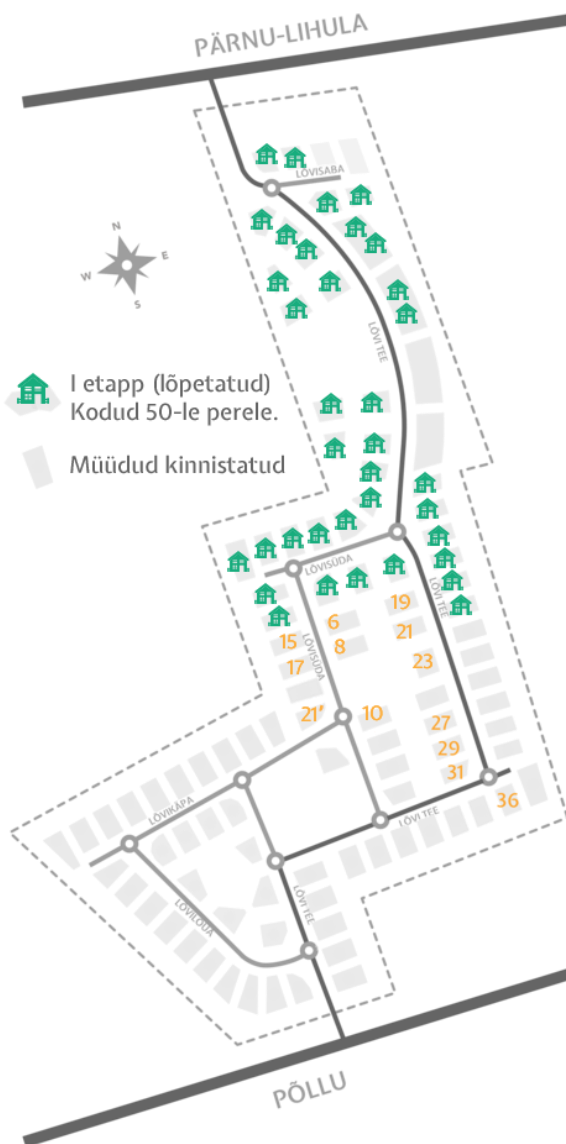 PÄRNU-LIHULA
LÕVISABA
N
W
E
S
LÕVI TEE
I etapp (lõpetatud)
Kodud 50-le perele.
Müüdud kinnistatud
LÕVISÜDA
LÕVI TEE
19
6
21
15
8
LÕVISÜDA
17
23
21’
10
27
29
31
36
LÕVIKÄPA
LÕVI TEE
LÕVILÕUA
LÕVI TEE
PÕLLU